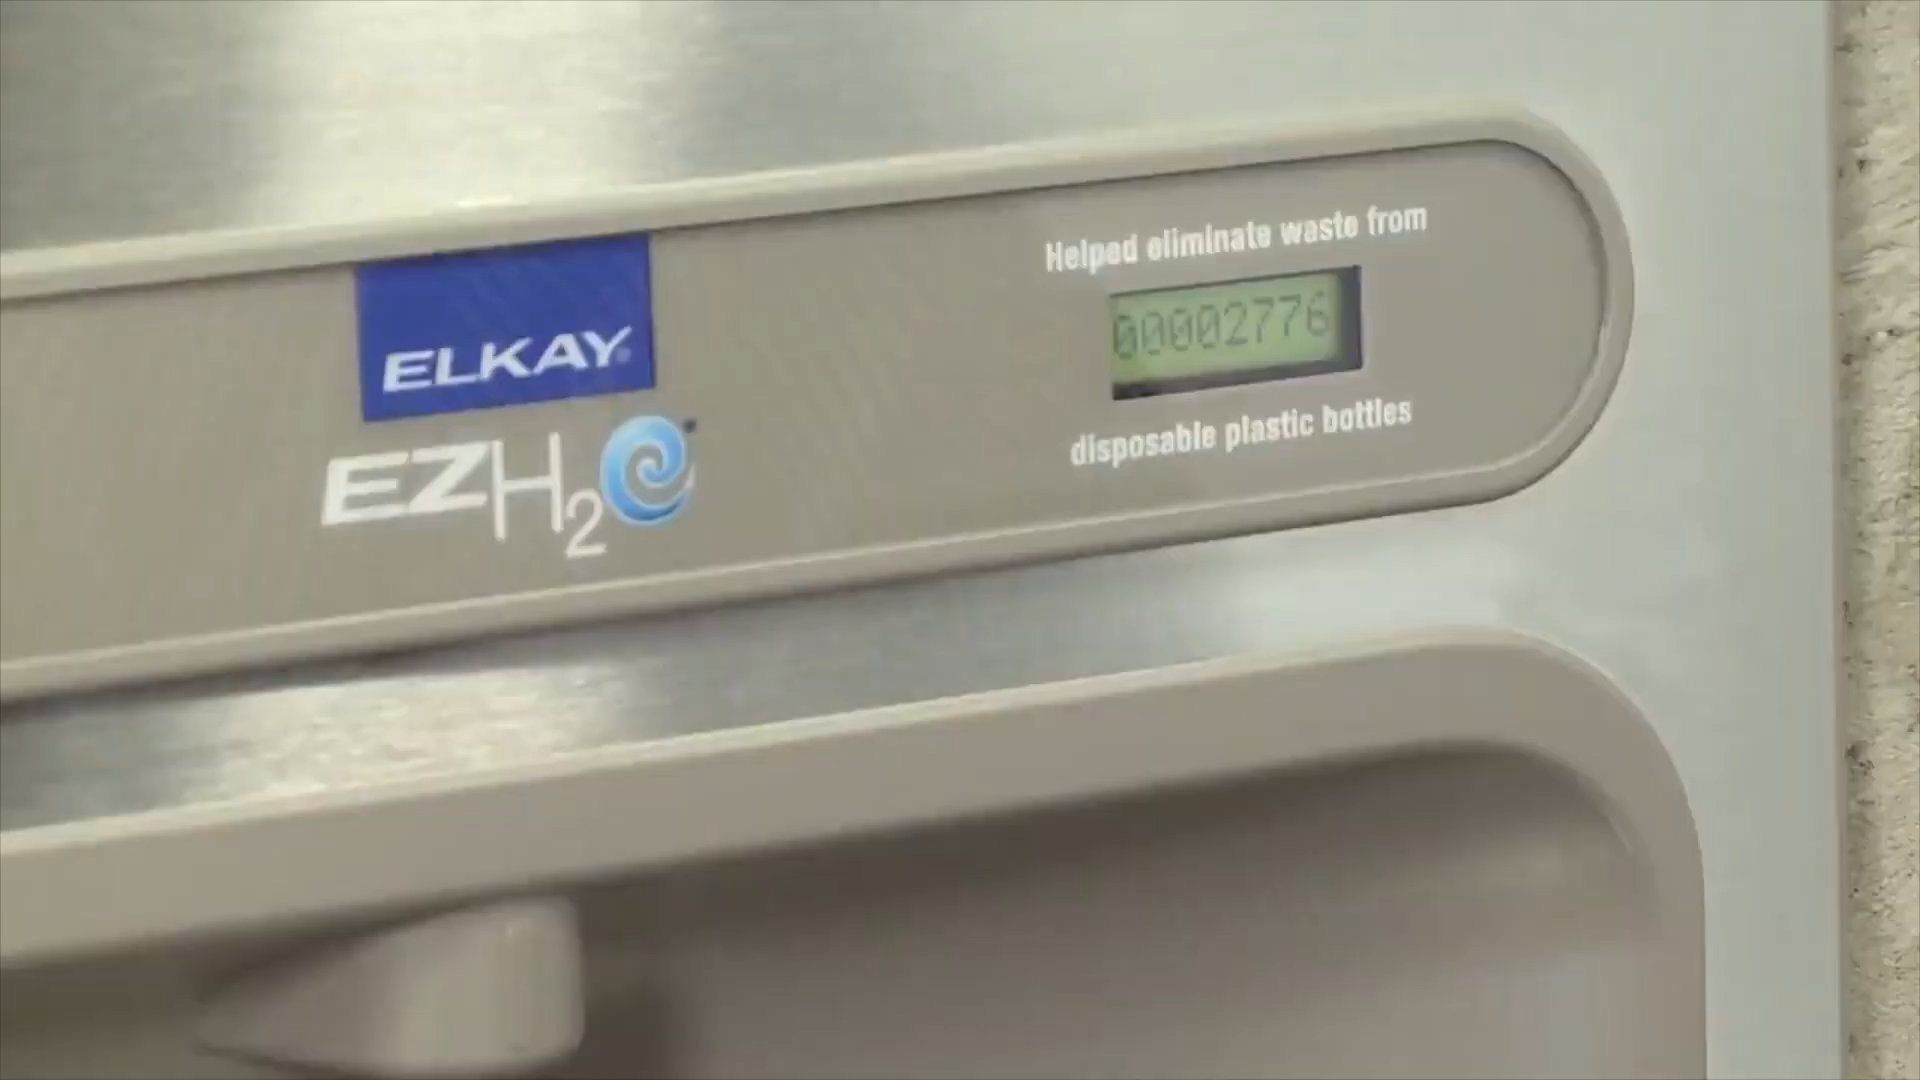 ELKAY
EZH2O
Helped eliminate waste from
00002776
disposable plastic bottles